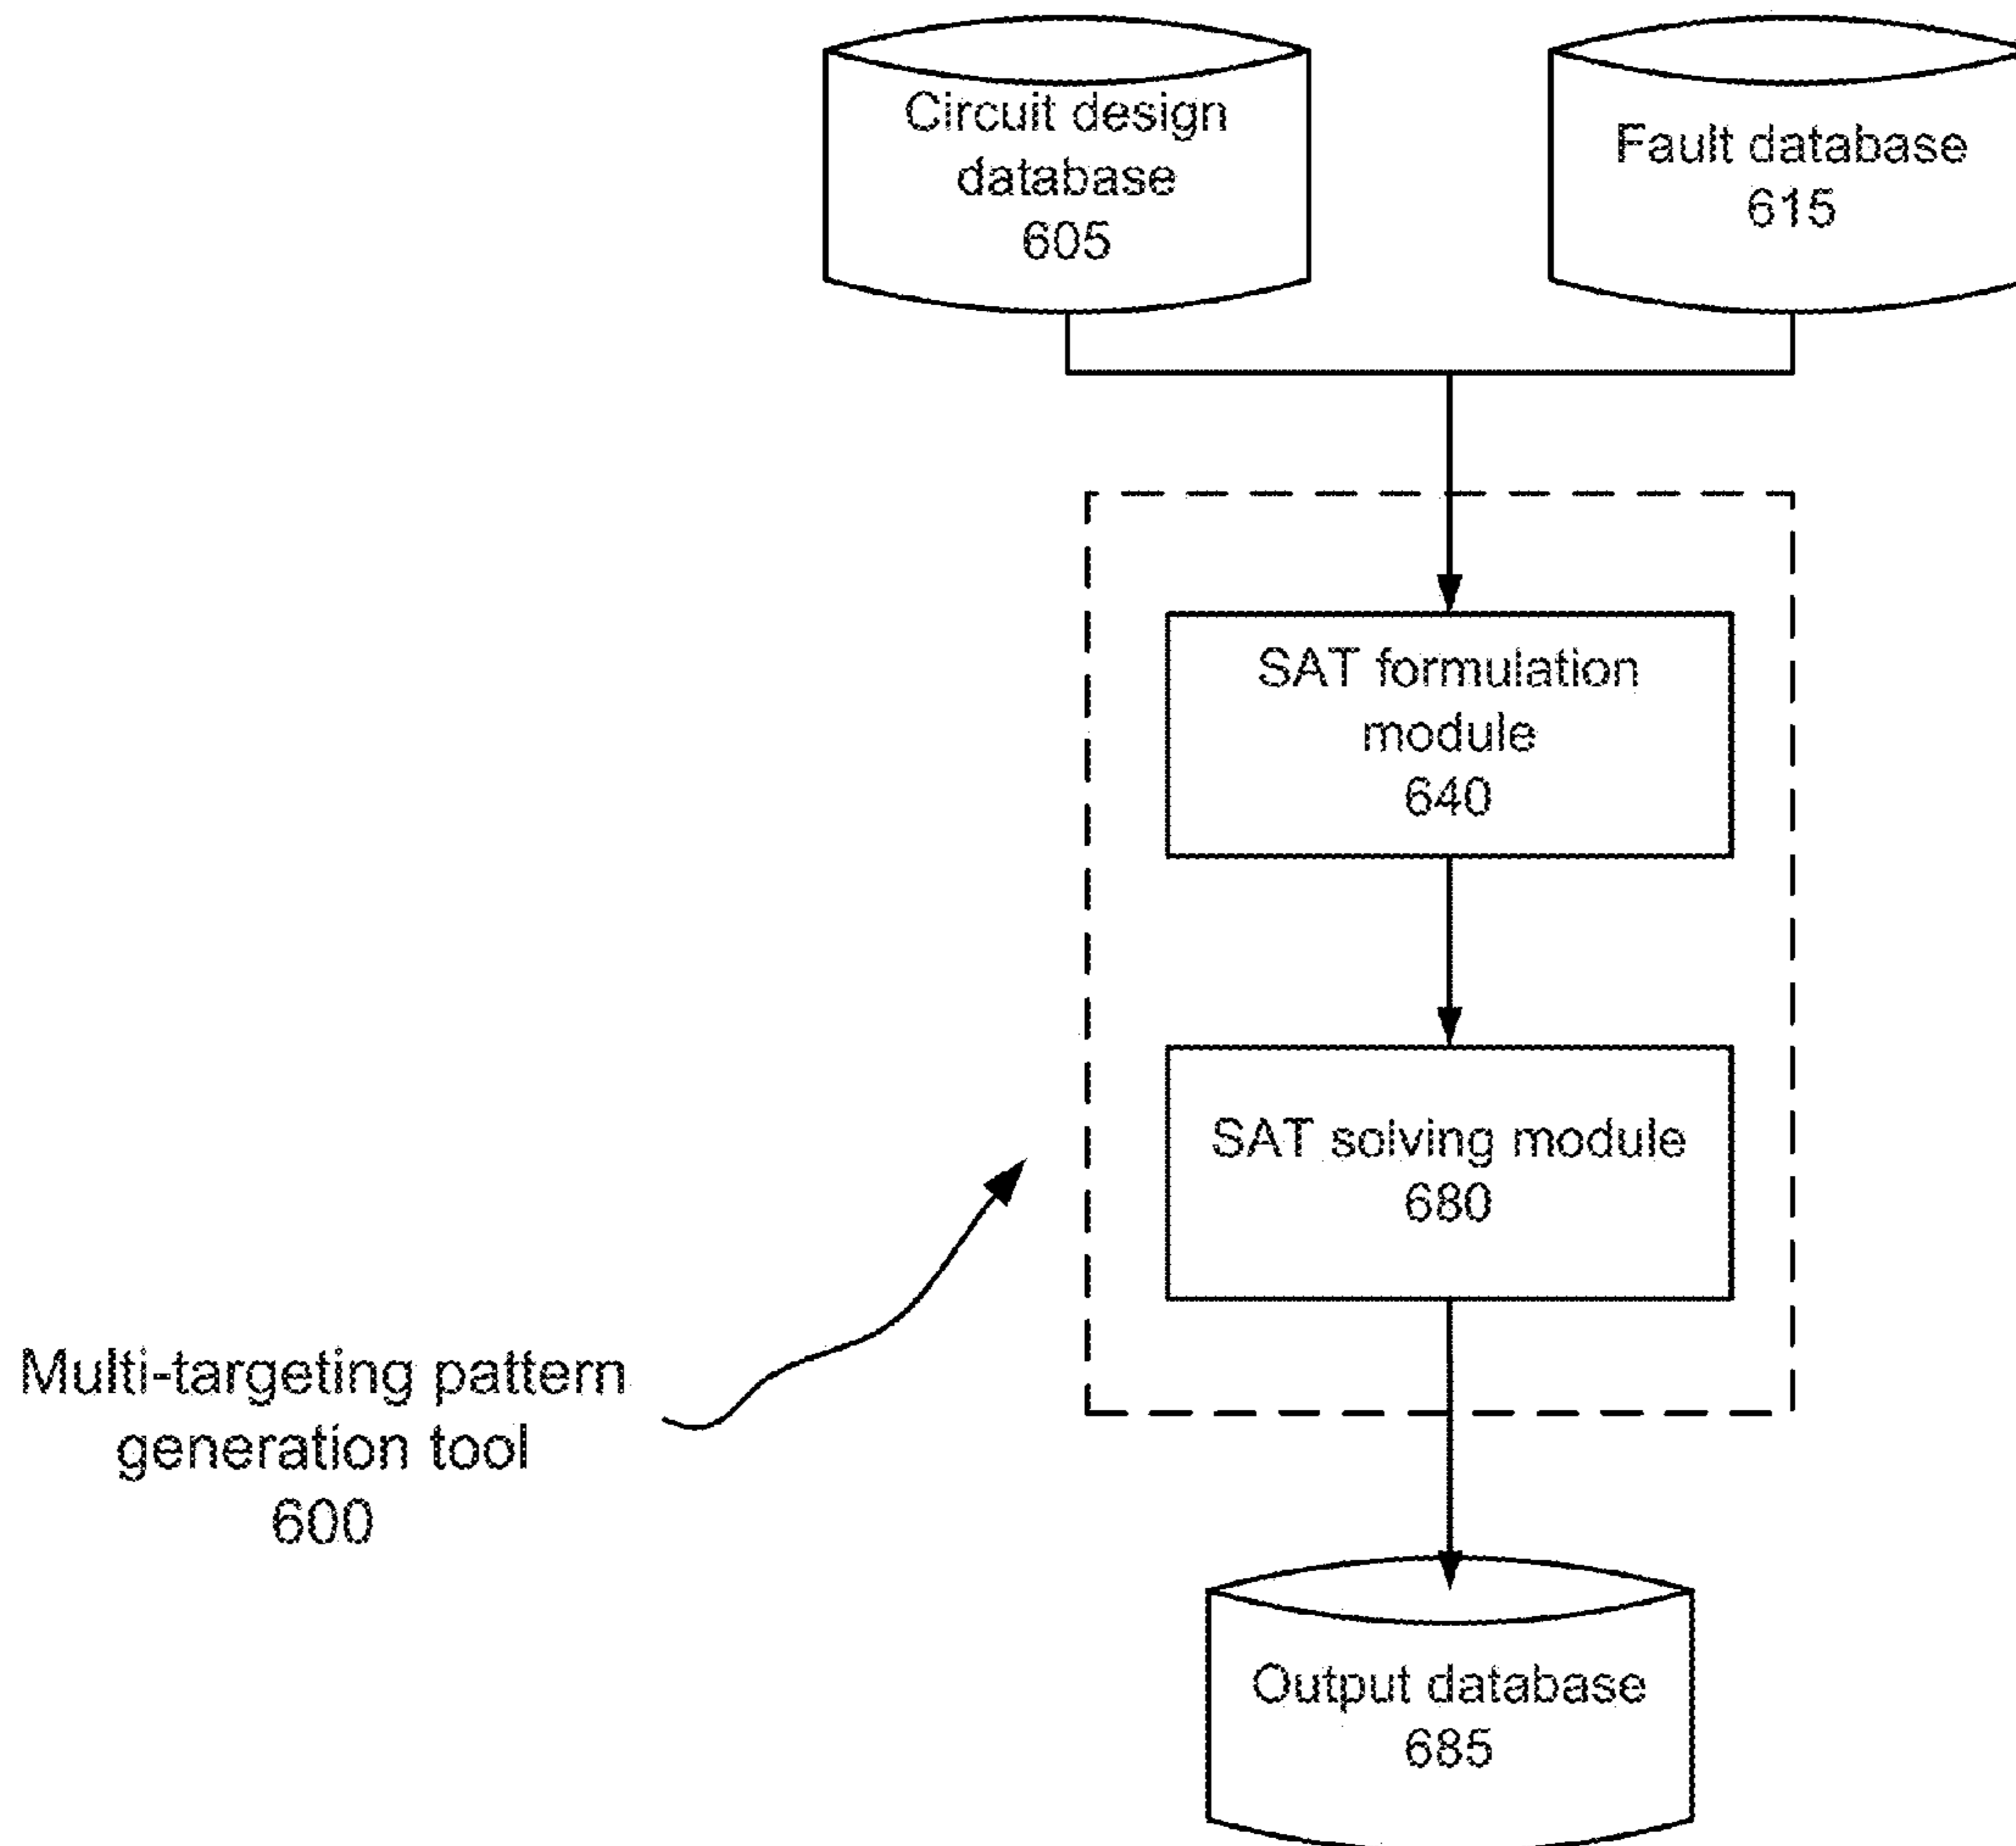 Circuit design
database
605
Fault database
615
SAT formulation
module
640
SAT solving module
680
Multi-targeting pattern
generation tool
600
Output database
685